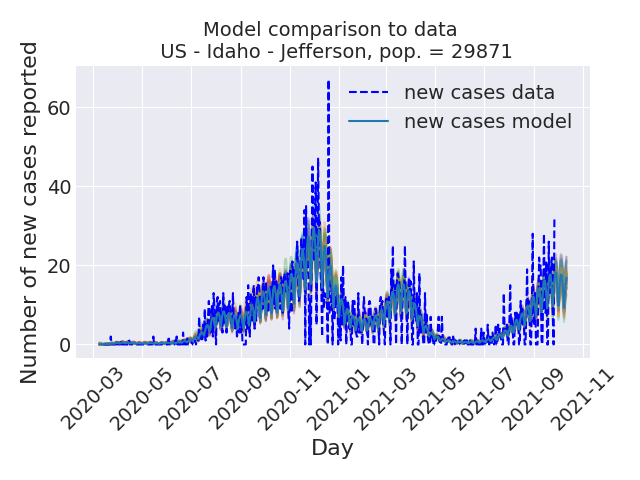 Model comparison to data
US - Idaho - Jefferson, pop. = 29871
Number of new cases reported
60
40
20
0
new cases data
new cases model
2020-03
2020-05
2020-07
2020-09
2020-11
2021-01
2021-03
2021-05
2021-07
2021-09
2021-11
Day